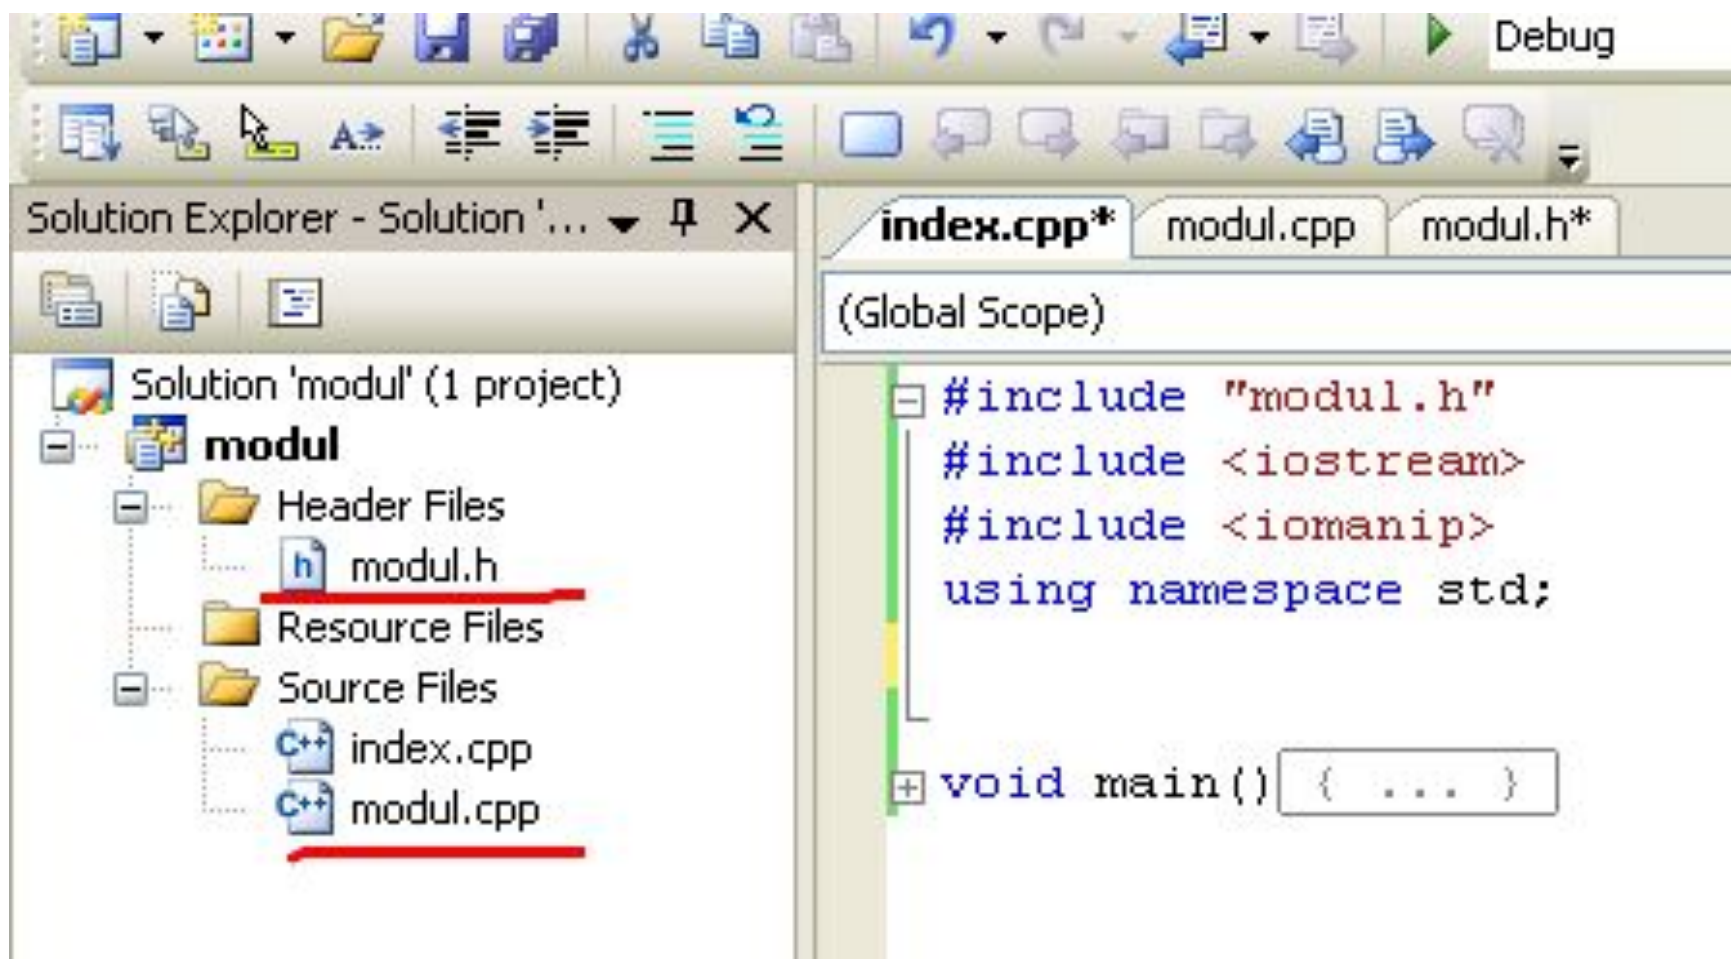 Debug
A
Solution Explorer - Solution '...
index.cpp* modul.cpp modul.h*
(Global Scope)
Solution 'modul' (1 project)
modul
Header Files
h modul.h
Resource Files
Source Files
C++ index.cpp
C++ modul.cpp
#include "modul.h"
#include <iostream>
#include <iomanip>
using namespace std;
void main() { ... }